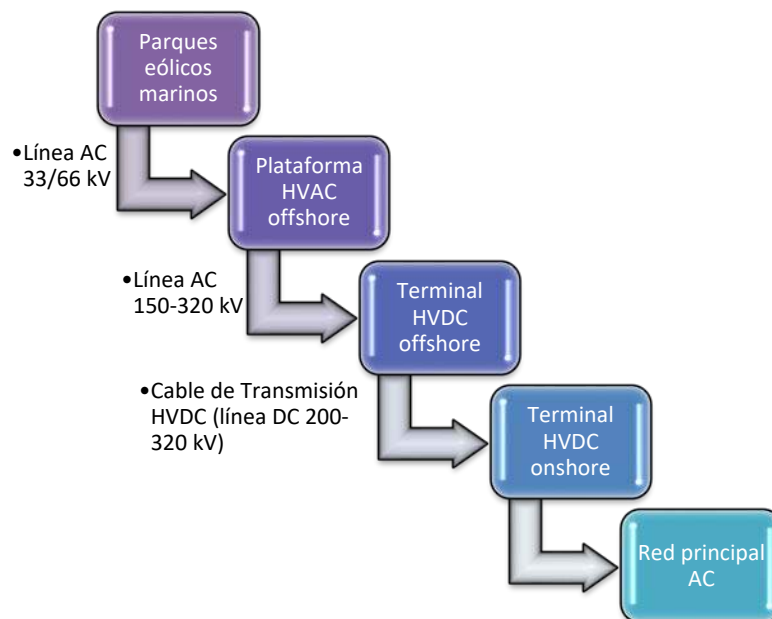 Parques
eólicos
marinos
•Línea AC
33/66 kV
Plataforma
HVAC
offshore
•Línea AC
150-320 kV
Terminal
HVDC
offshore
•Cable de Transmisión
HVDC (línea DC 200-
320 kV)
Terminal
HVDC
onshore
Red principal
AC